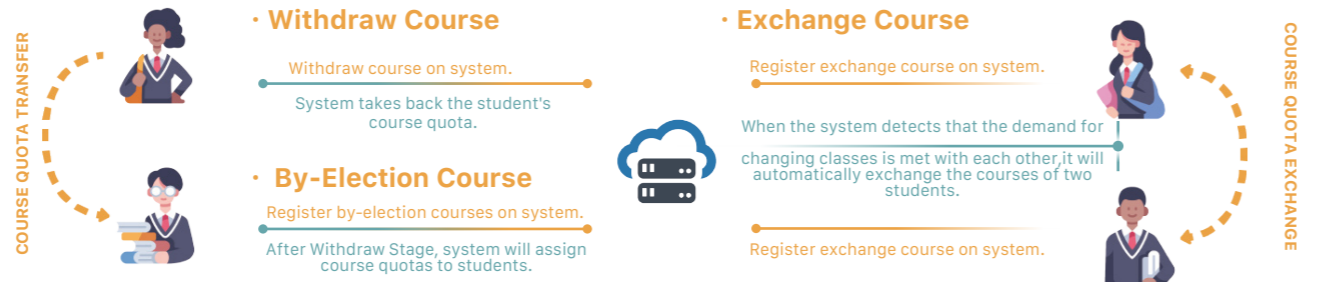 COURSE QUOTA TRANSFER
· Withdraw Course
Withdraw course on system.
System takes back the student's
course quota.
· By-Election Course
Register by-election courses on system.
After Withdraw Stage, system will assign
course quotas to students.
· Exchange Course
Register exchange course on system.
When the system detects that the demand for
changing classes is met with each other,it will
automatically exchange the courses of two
students.
Register exchange course on system.
COURSE QUOTA EXCHANGE